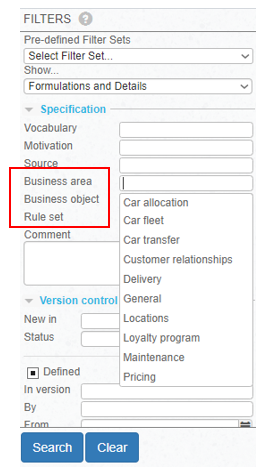 FILTERS ?
Pre-defined Filter Sets
Select Filter Set...
Show...
Formulations and Details
Specification
Vocabulary
Motivation
Source
Business area
Business object
Rule set
Comment
Car allocation
Car fleet
Car transfer
Customer relationships
Delivery
General
Locations
Loyalty program
Maintenance
Pricing
Version control
New in
Status
Defined
In version
By
From
Search Clear